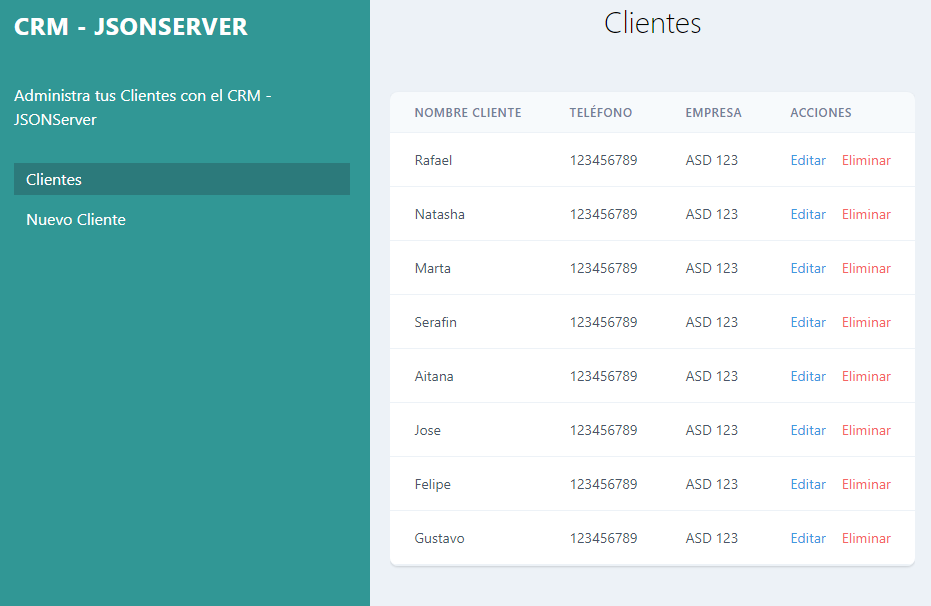 CRM - JSONSERVER
Administra tus Clientes con el CRM -
JSONServer
Clientes
Nuevo Cliente
Clientes
NOMBRE CLIENTE TELÉFONO EMPRESA ACCIONES
Rafael 123456789 ASD 123 Editar Eliminar
Natasha 123456789 ASD 123 Editar Eliminar
Marta 123456789 ASD 123 Editar Eliminar
Serafin 123456789 ASD 123 Editar Eliminar
Aitana 123456789 ASD 123 Editar Eliminar
Jose 123456789 ASD 123 Editar Eliminar
Felipe 123456789 ASD 123 Editar Eliminar
Gustavo 123456789 ASD 123 Editar Eliminar